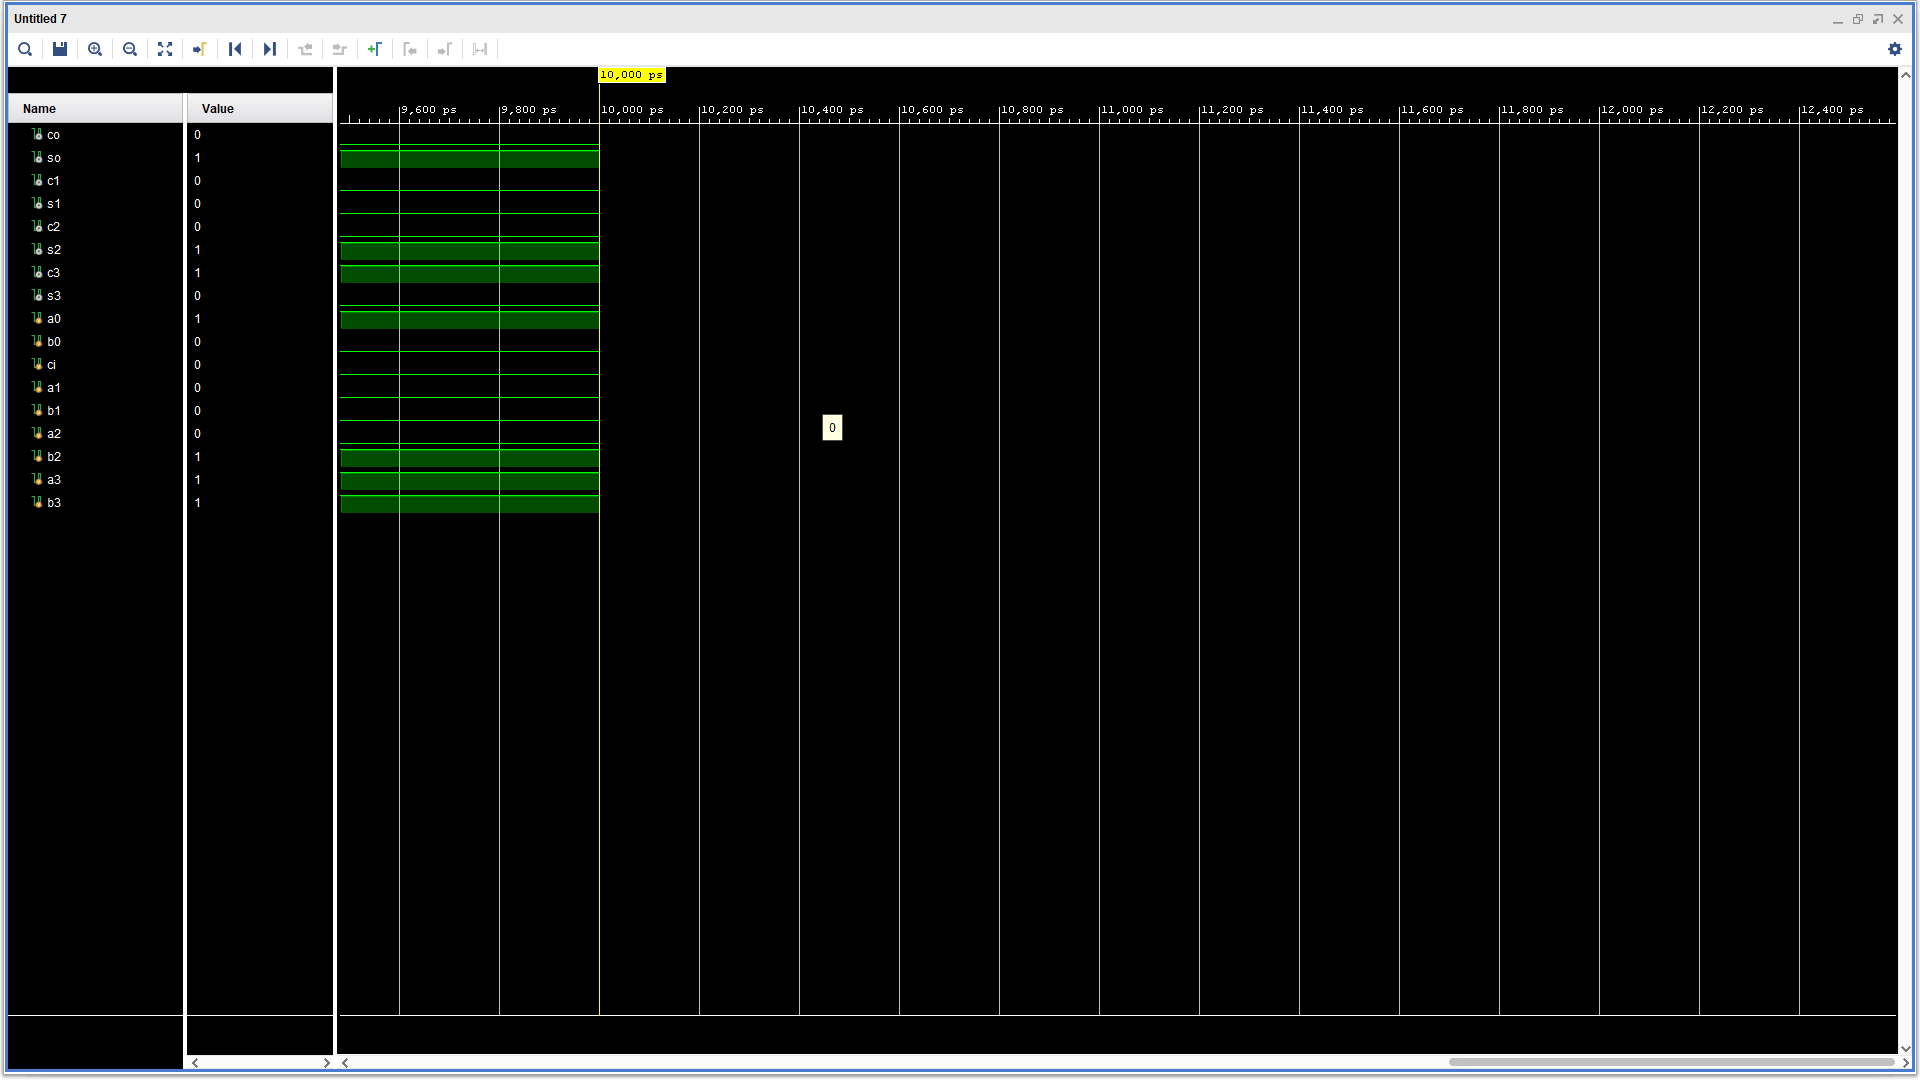 Untitled 7
10,000 ps
Name Value
9,600 ps 9,800 ps 10,000 ps 10,200 ps 10,400 ps 10,600 ps 10,800 ps 11,000 ps 11,200 ps 11,400 ps 11,600 ps 11,800 ps 12,000 ps 12,200 ps 12,400 ps
co 0
so 1
c1 0
s1 0
c2 0
s2 1
c3 1
s3 0
a0 1
b0 0
ci 0
a1 0
b1 0
0
a2 0
b2 1
a3 1
b3 1